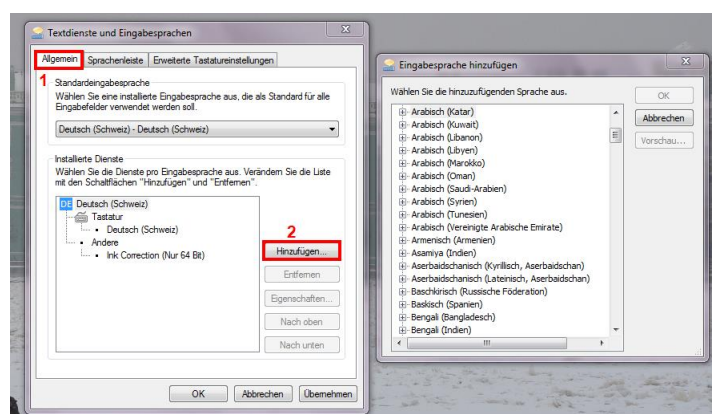 Textdienste und Eingabesprachen
Allgemein Sprachenleiste Erweiterte Tastatureinstellungen
1
Standardeingabesprache
Wählen Sie eine installierte Eingabesprache aus, die als Standard für alle
Eingabefelder verwendet werden soll.
Deutsch (Schweiz) - Deutsch (Schweiz)
Installierte Dienste
Wählen Sie die Dienste pro Eingabesprache aus. Verändern Sie die Liste
mit den Schaltflächen "Hinzufügen" und "Entfernen".
DE Deutsch (Schweiz)
Tastatur
Deutsch (Schweiz)
Andere
Ink Correction (Nur 64 Bit)
2
Hinzufügen...
Entfernen
Eigenschaften...
Nach oben
Nach unten
OK Abbrechen Übernehmen
Eingabesprache hinzufügen
Wählen Sie die hinzuzufügenden Sprache aus.
OK
Abbrechen
Vorschau...
Arabisch (Katar)
Arabisch (Kuwait)
Arabisch (Libanon)
Arabisch (Libyen)
Arabisch (Marokko)
Arabisch (Oman)
Arabisch (Saudi-Arabien)
Arabisch (Syrien)
Arabisch (Tunesien)
Arabisch (Vereinigte Arabische Emirate)
Armenisch (Armenien)
Asamiya (Indien)
Aserbaidschanisch (Kyrillisch, Aserbaidschan)
Aserbaidschanisch (Lateinisch, Aserbaidschan)
Baschkirisch (Russische Föderation)
Baskisch (Spanien)
Bengali (Bangladesch)
Bengali (Indien)